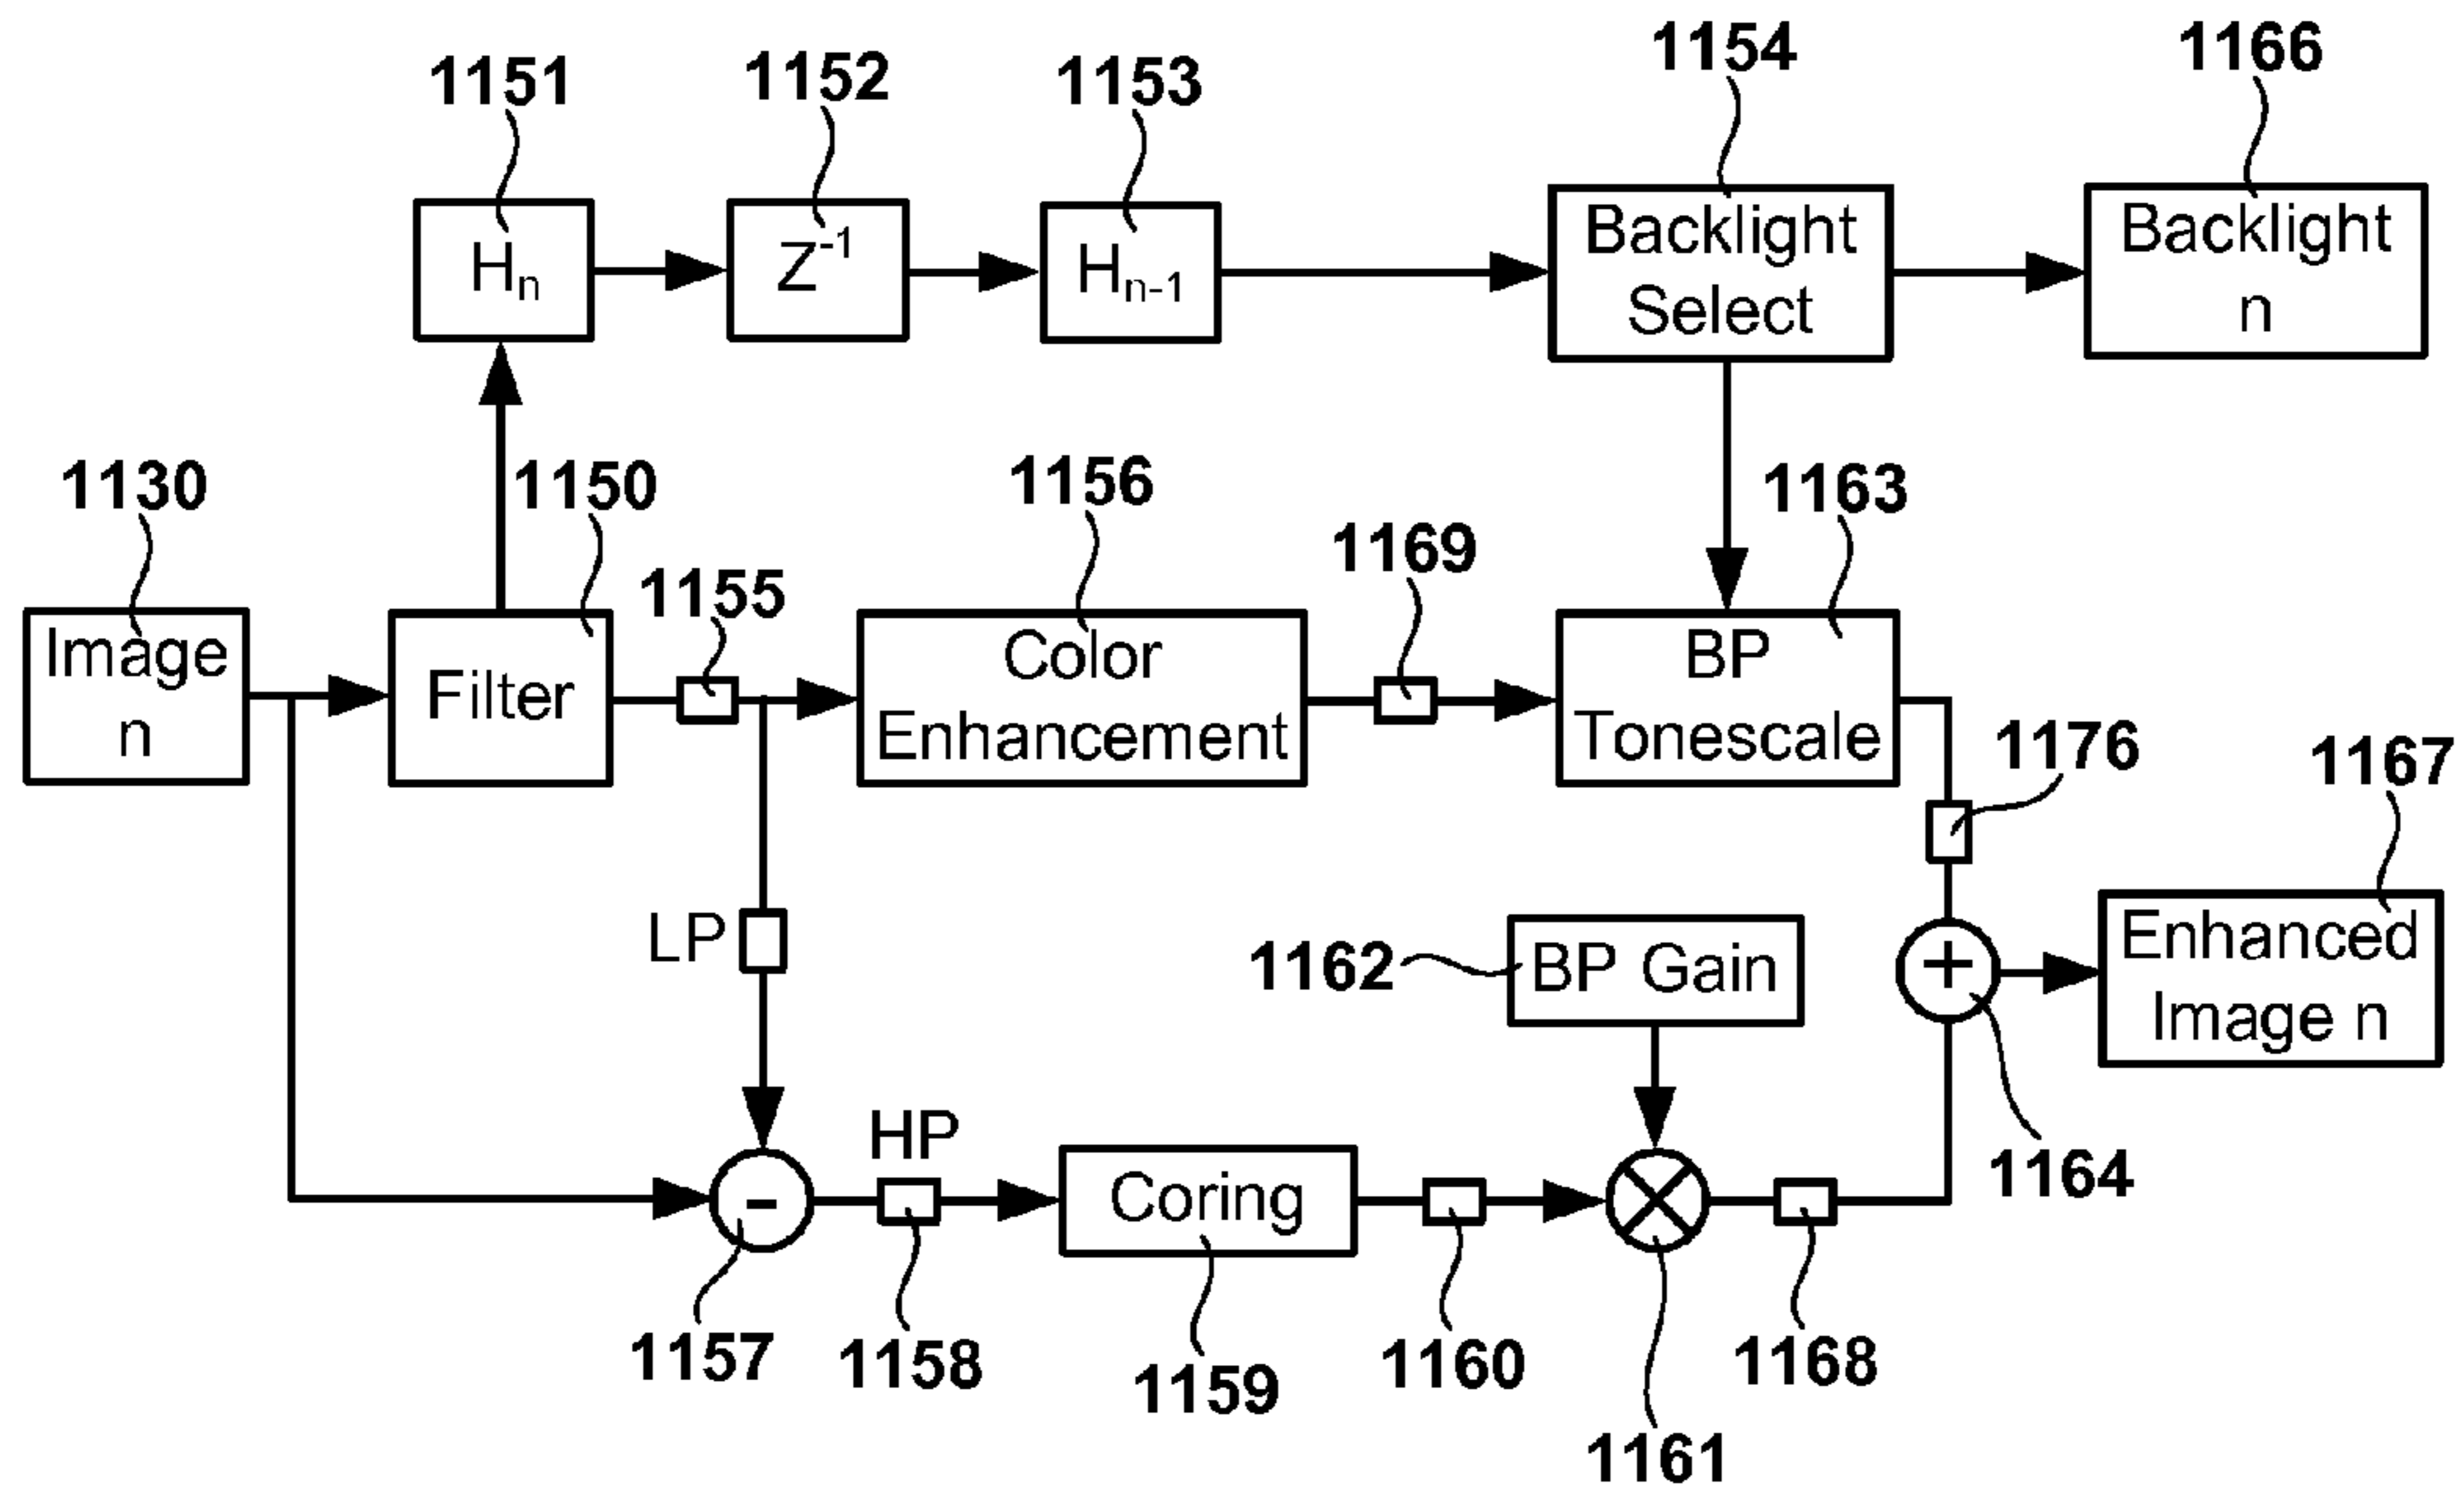 1151
1152
1153
1154
1166
Hn
Z-1
Hn-1
Backlight
Select
Backlight
n
1130
1150
1155
1156
1169
1163
Image
n
Filter
Color
Enhancement
BP
Tonescale
1176
1167
LP
1162
BP Gain
Enhanced
Image n
HP
Coring
1164
1157
1158
1159
1160
1161
1168
+
-